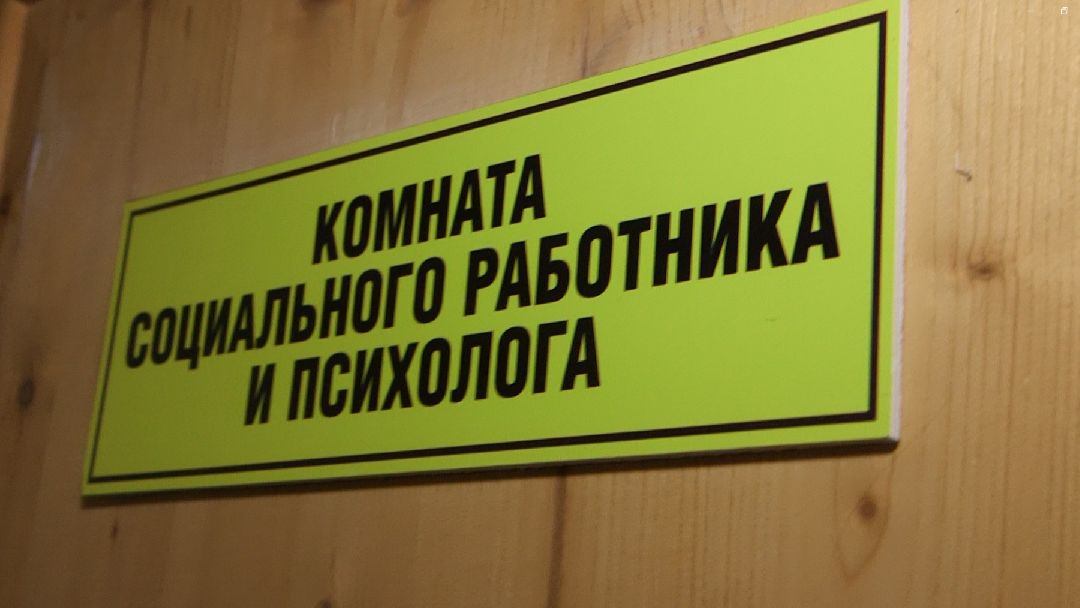 КОМНАТА
СОЦИАЛЬНОГО РАБОТНИКА
И ПСИХОЛОГА